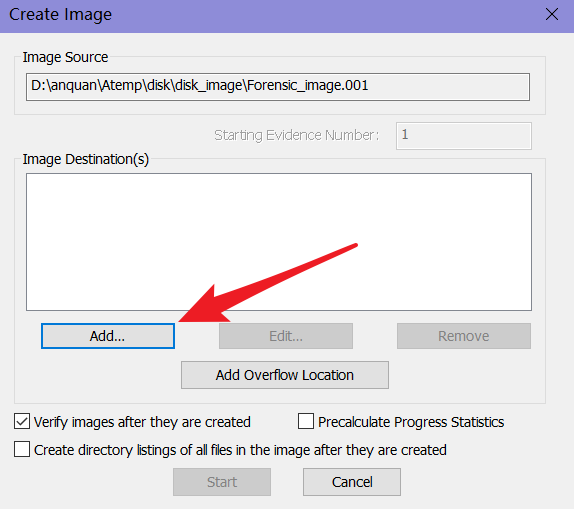 Create Image
Image Source
D:\anquan\Atemp\disk\disk_image\Forensic_image.001
Starting Evidence Number: 1
Image Destination(s)
Add... Edit... Remove
Add Overflow Location
Verify images after they are created Precalculate Progress Statistics
Create directory listings of all files in the image after they are created
Start Cancel